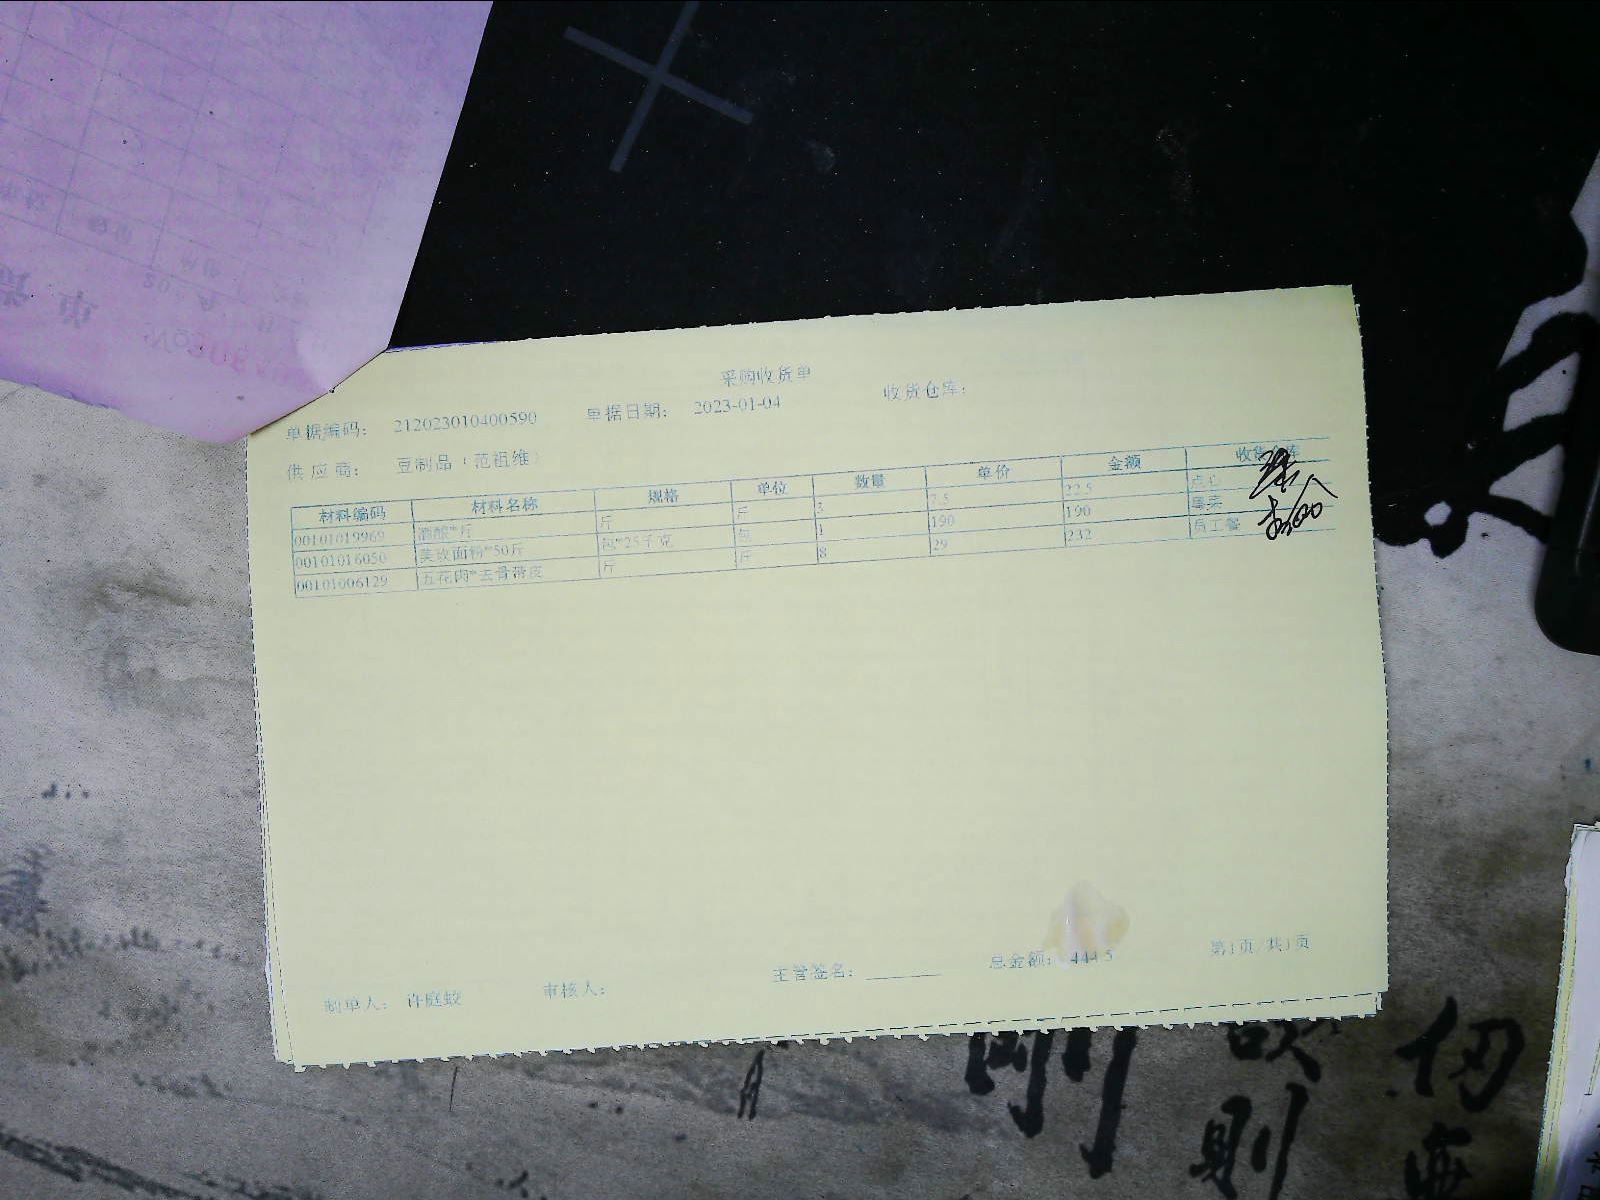 采购收货单
单据编码: 212023010400590 单据日期: 2023-01-04 收货仓库:
供应商: 豆制品(范祖维)
材料编码 材料名称 规格 单位 数量 单价 金额 收货仓库
00101019969 酒酿*斤 斤 斤 3 7.5 22.5 点心
00101016050 美玫面粉*50斤 包*25千克 包 1 190 190 粤菜
00101006129 五花肉*去骨带皮 斤 斤 8 29 232 员工餐
制单人: 许庭蛟 审核人: 主管签名: 总金额: 444.5 第1页/共1页
則